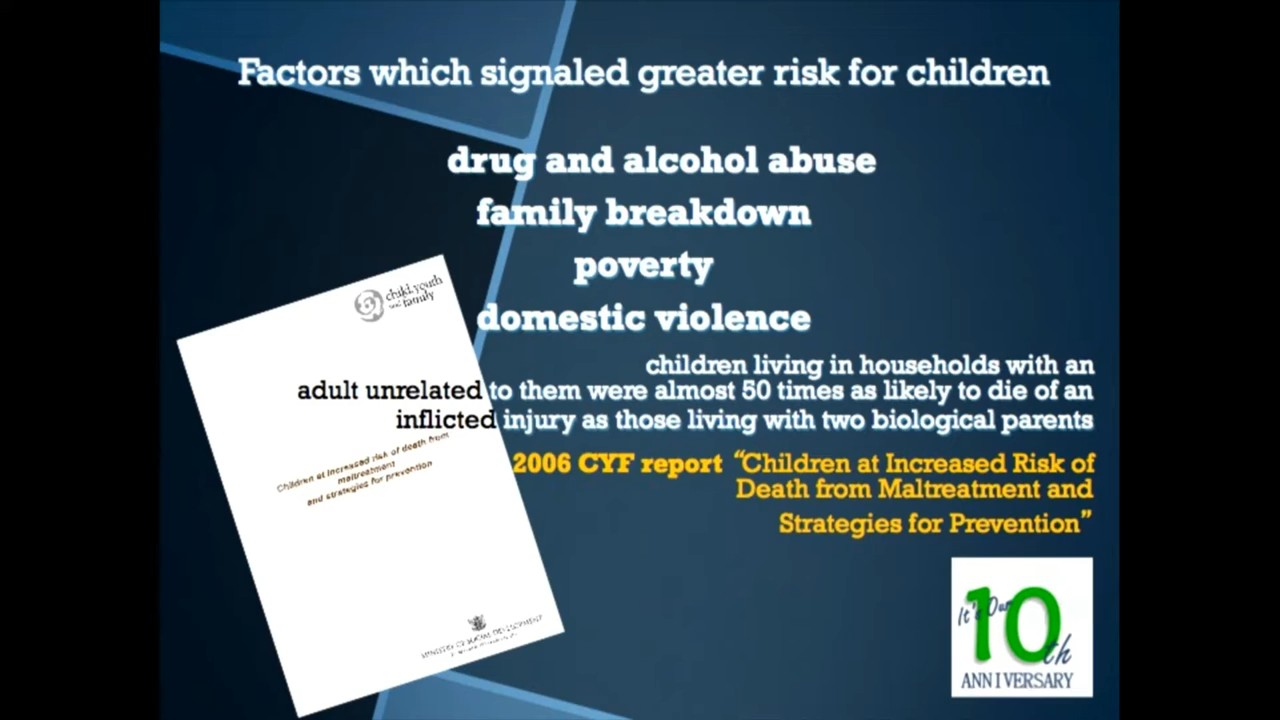 Factors which signaled greater risk for children
drug and alcohol abuse
family breakdown
poverty
domestic violence
children living in households with an
adult unrelated to them were almost 50 times as likely to die of an
inflicted injury as those living with two biological parents
2006 CYF report “Children at Increased Risk of
Death from Maltreatment and
Strategies for Prevention”
child, youth
and family
Children at increased risk of death from
maltreatment
and strategies for prevention
MINISTRY OF SOCIAL DEVELOPMENT
It's Our
10th
ANNIVERSARY